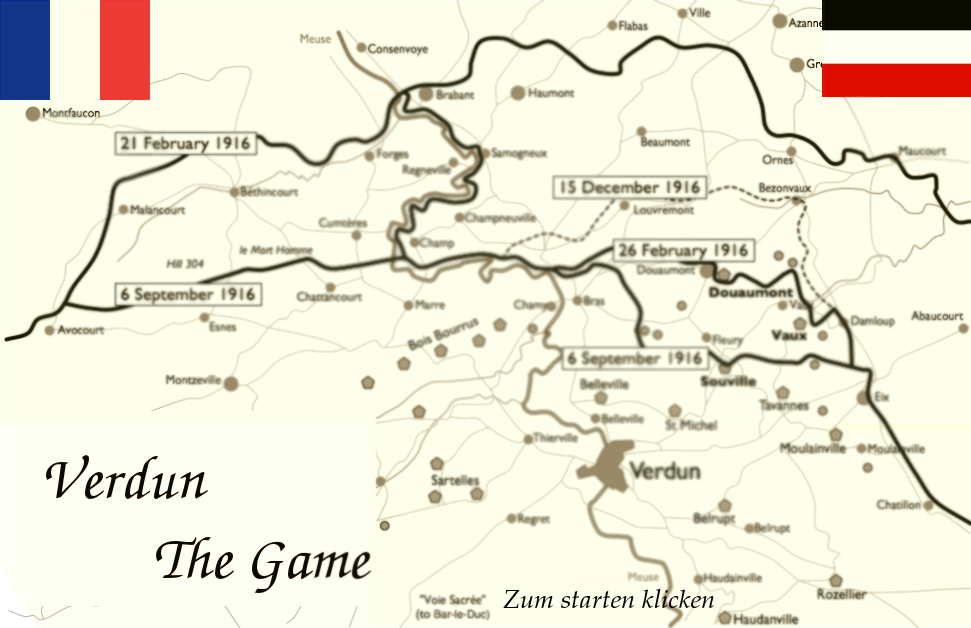 Ville
Flabas
Azanne
Meuse
Consenvoye
Gr
Brabant
Haumont
Montfaucon
21 February 1916
Beaumont
Forges
Samogneux
Maucourt
Ornes
Regneville
Béthincourt
15 December 1916
Bezonvaux
Malancourt
Louvremont
Champneuville
Cumtères
Champ
le Mort Homme
26 February 1916
Hill 304
Douaumont
6 September 1916
Chattancourt
Douaumont
Marre
Champ
Bras
Vaux
Avocourt
Esnes
Damloup
Abaucourt
Bois Bourrus
Vaux
Fleury
6 September 1916
Montzeville
Belleville
Souville
Eix
Tavannes
Belleville
St. Michel
Thierville
Moulainville
Moulainville
Verdun
Verdun
Sartelles
Chatillon
Regret
Belrupt
Belrupt
The Game
Meuse
Haudainville
Rozellier
"Voie Sacrée"
(to Bar-le-Duc)
Zum starten klicken
Haudanville